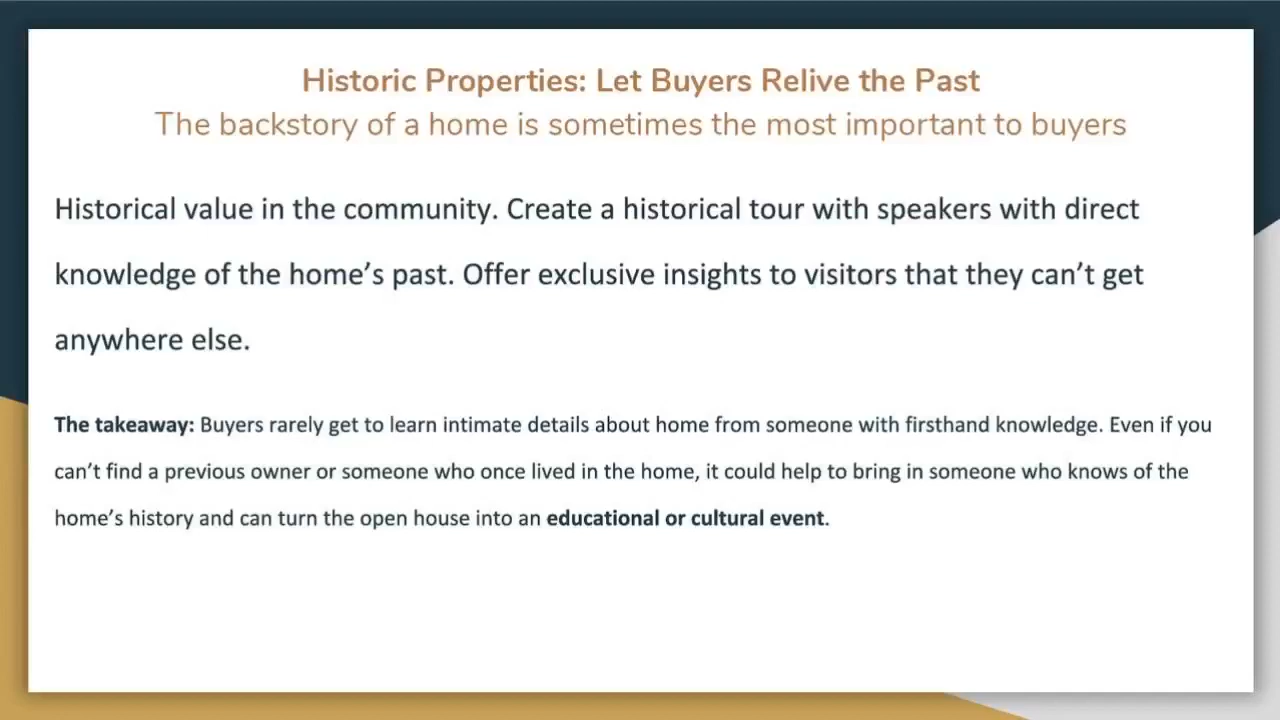 Historic Properties: Let Buyers Relive the Past
The backstory of a home is sometimes the most important to buyers
Historical value in the community. Create a historical tour with speakers with direct
knowledge of the home’s past. Offer exclusive insights to visitors that they can’t get
anywhere else.
The takeaway: Buyers rarely get to learn intimate details about home from someone with firsthand knowledge. Even if you
can’t find a previous owner or someone who once lived in the home, it could help to bring in someone who knows of the
home’s history and can turn the open house into an educational or cultural event.